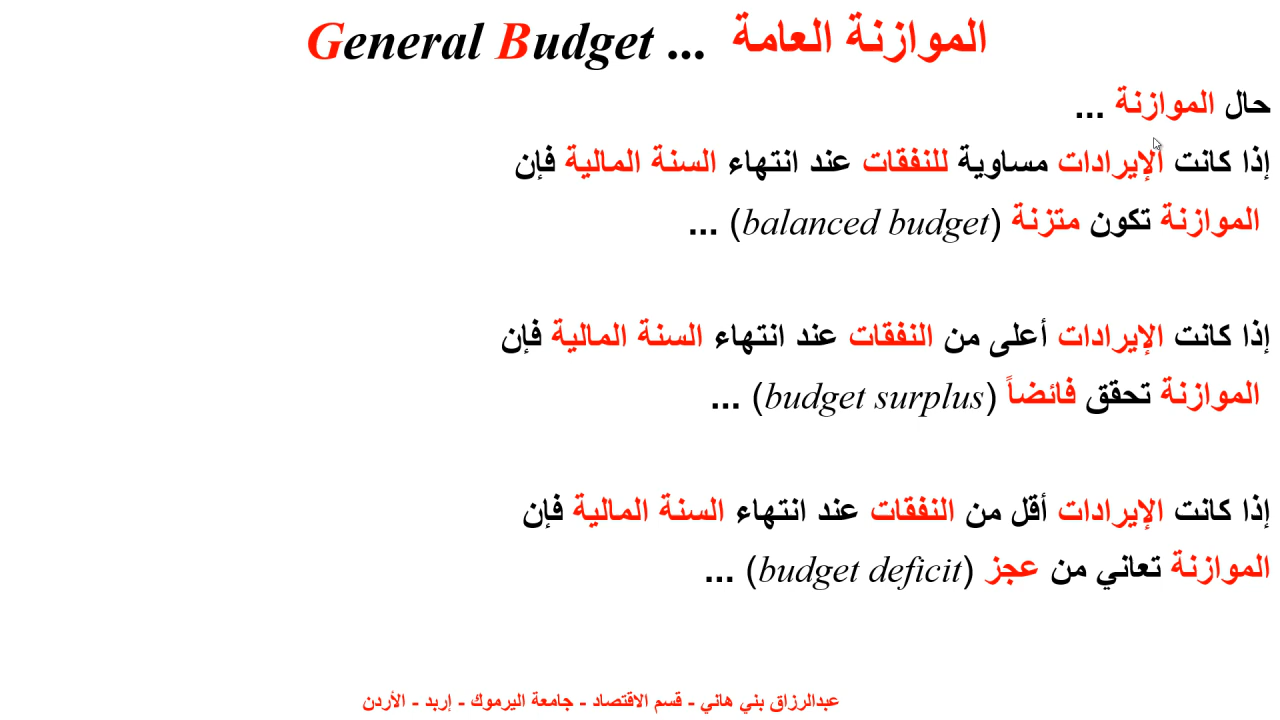 الموازنة العامة ... General Budget
حال الموازنة ...
إذا كانت الإيرادات مساوية للنفقات عند انتهاء السنة المالية فإن
الموازنة تكون متزنة (balanced budget) ...
إذا كانت الإيرادات أعلى من النفقات عند انتهاء السنة المالية فإن
الموازنة تحقق فائضاً (budget surplus) ...
إذا كانت الإيرادات أقل من النفقات عند انتهاء السنة المالية فإن
الموازنة تعاني من عجز (budget deficit) ...
عبدالرزاق بني هاني - قسم الاقتصاد - جامعة اليرموك - إربد - الأردن